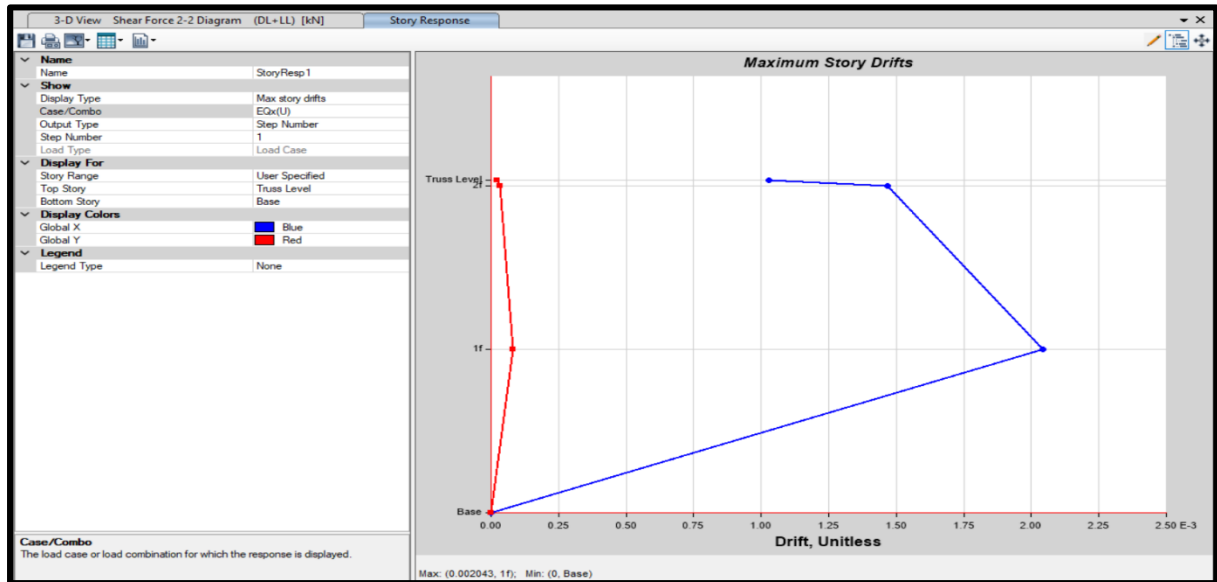 3-D View Shear Force 2-2 Diagram (DL+LL) [kN] Story Response
Name
Name StoryResp1
Show
Display Type Max story drifts
Case/Combo EQx(U)
Output Type Step Number
Step Number 1
Load Type Load Case
Display For
Story Range User Specified
Top Story Truss Level
Bottom Story Base
Display Colors
Global X Blue
Global Y Red
Legend
Legend Type None
Case/Combo
The load case or load combination for which the response is displayed.
Maximum Story Drifts
Truss Level
2f
1f
Base
0.00 0.25 0.50 0.75 1.00 1.25 1.50 1.75 2.00 2.25 2.50 E-3
Drift, Unitless
Max: (0.002043, 1f); Min: (0, Base)